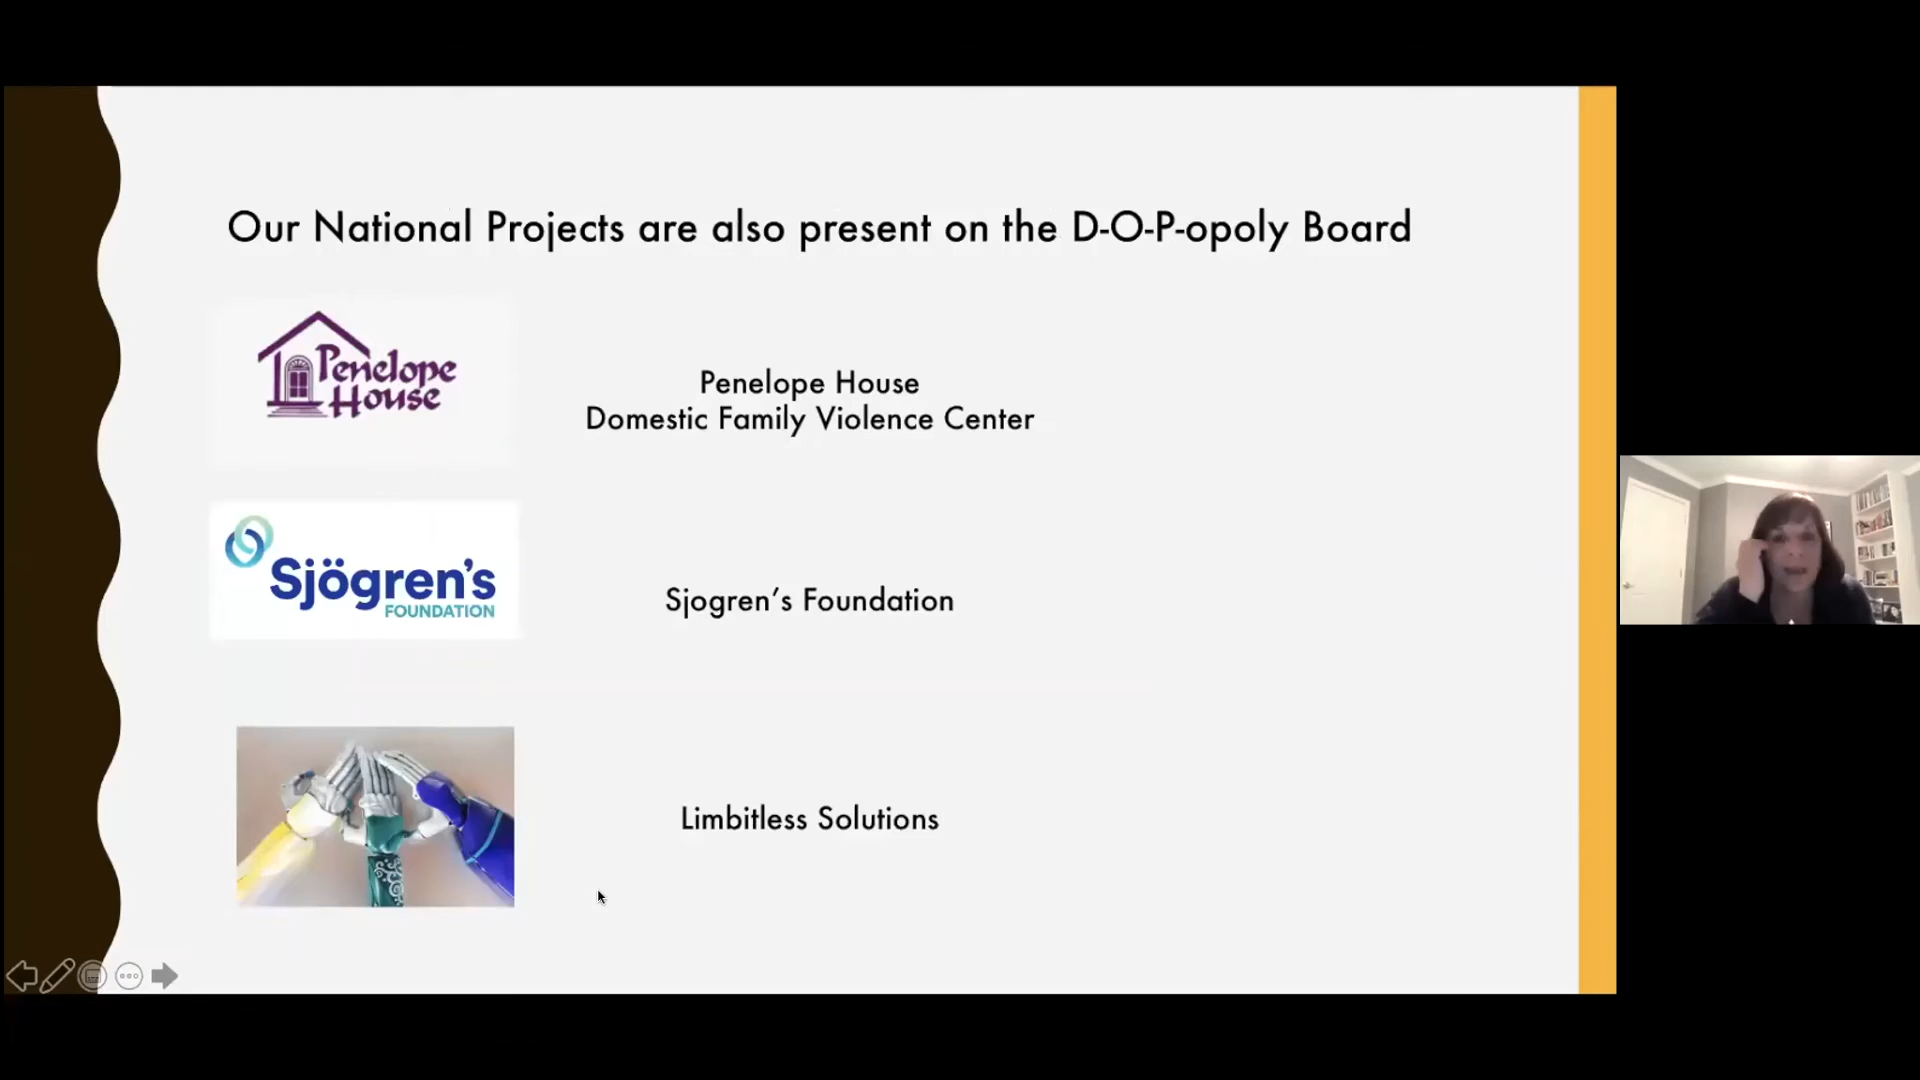 Our National Projects are also present on the D-O-P-opoly Board
Penelope
House
Penelope House
Domestic Family Violence Center
Sjögren's
FOUNDATION
Sjogren's Foundation
Limbitless Solutions